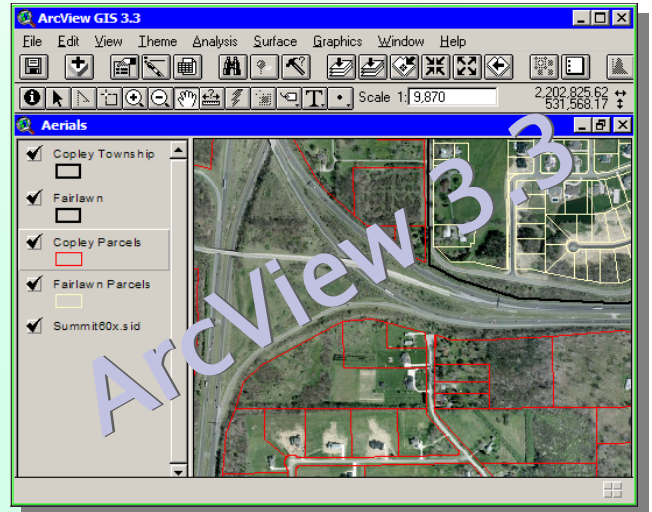 ArcView GIS 3.3
File Edit View Theme Analysis Surface Graphics Window Help
T
Scale 1: 9,870
2,202,825.62
531,568.17
Aerials
Copley Township
Fairlawn
Copley Parcels
Fairlawn Parcels
Summit60x.sid
ArcView 3.3